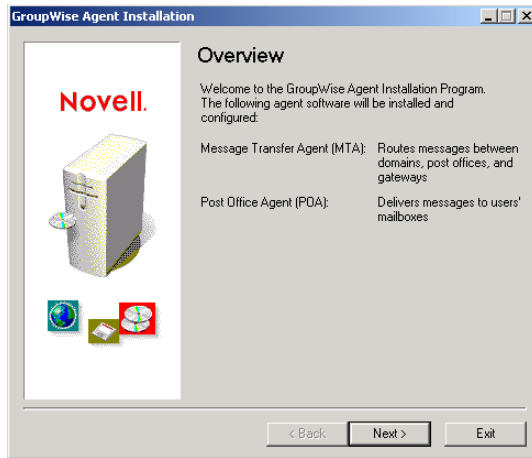 GroupWise Agent Installation
Novell.
Overview
Welcome to the GroupWise Agent Installation Program.
The following agent software will be installed and
configured:
Message Transfer Agent (MTA): Routes messages between
domains, post offices, and
gateways
Post Office Agent (POA): Delivers messages to users'
mailboxes
< Back Next > Exit